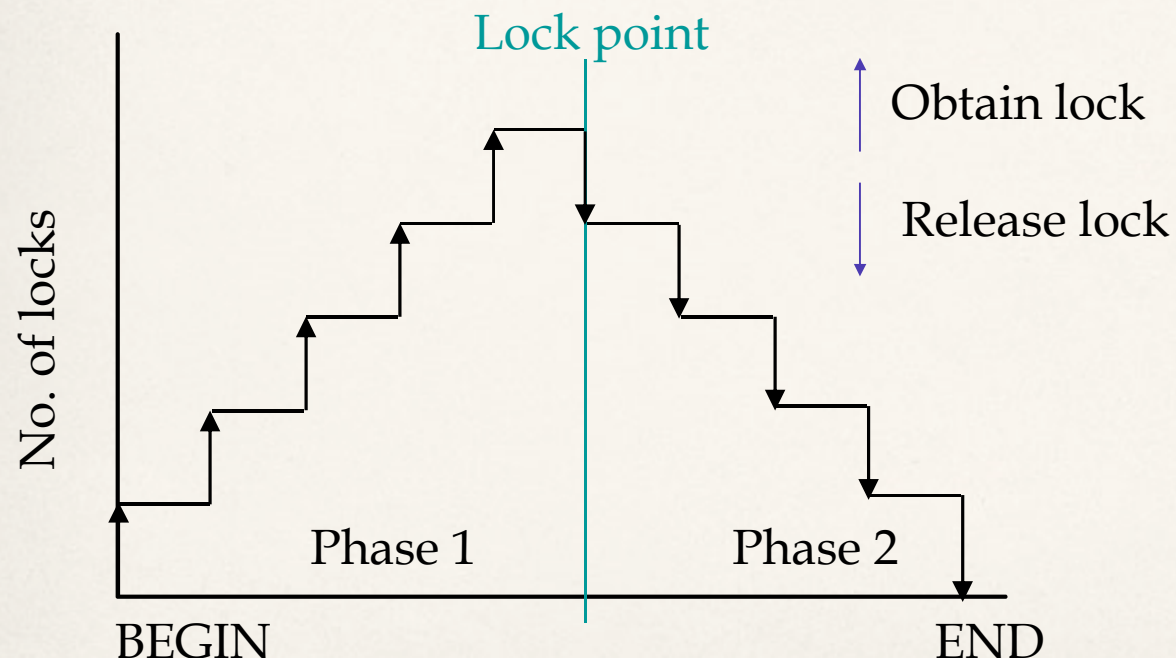 Lock point
Obtain lock
Release lock
No. of locks
Phase 1
Phase 2
BEGIN
END